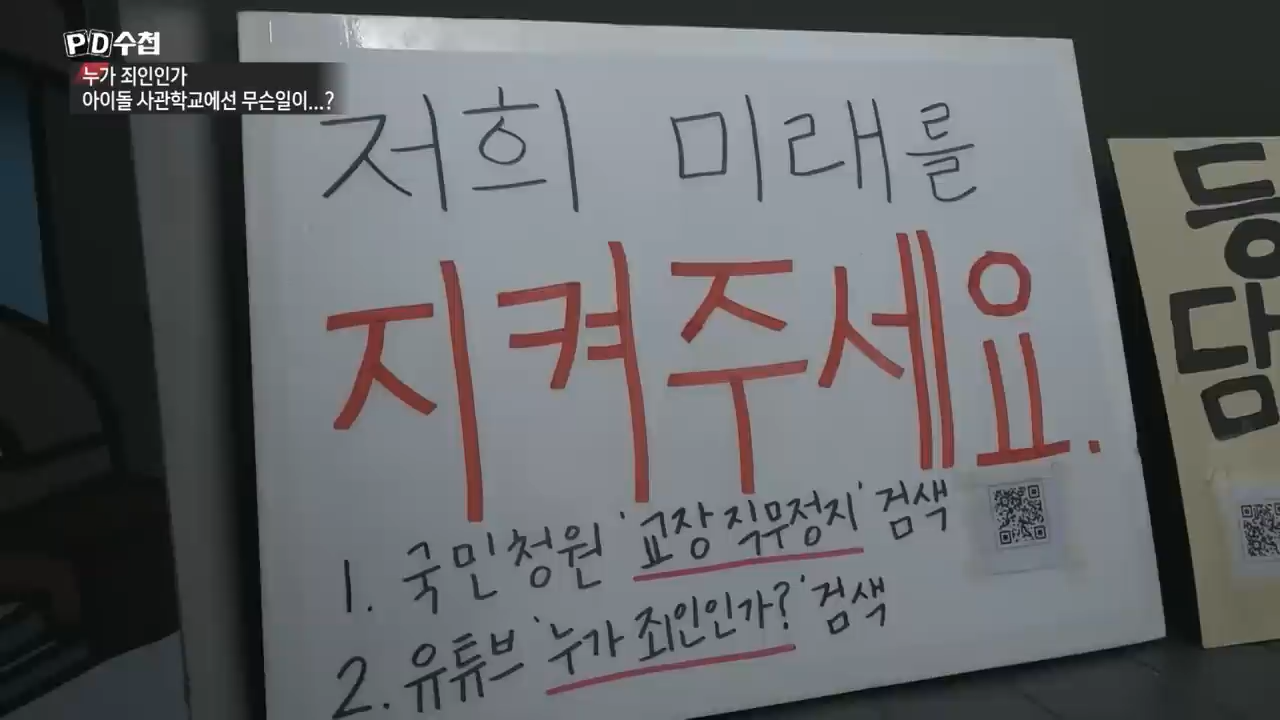 PD수첩
누가 죄인인가
아이돌 사관학교에선 무슨일이...?
저희 미래를
지켜주세요.
1. 국민청원 '교장 직무정지' 검색
2. 유튜브 '누가 죄인인가?' 검색
등
담